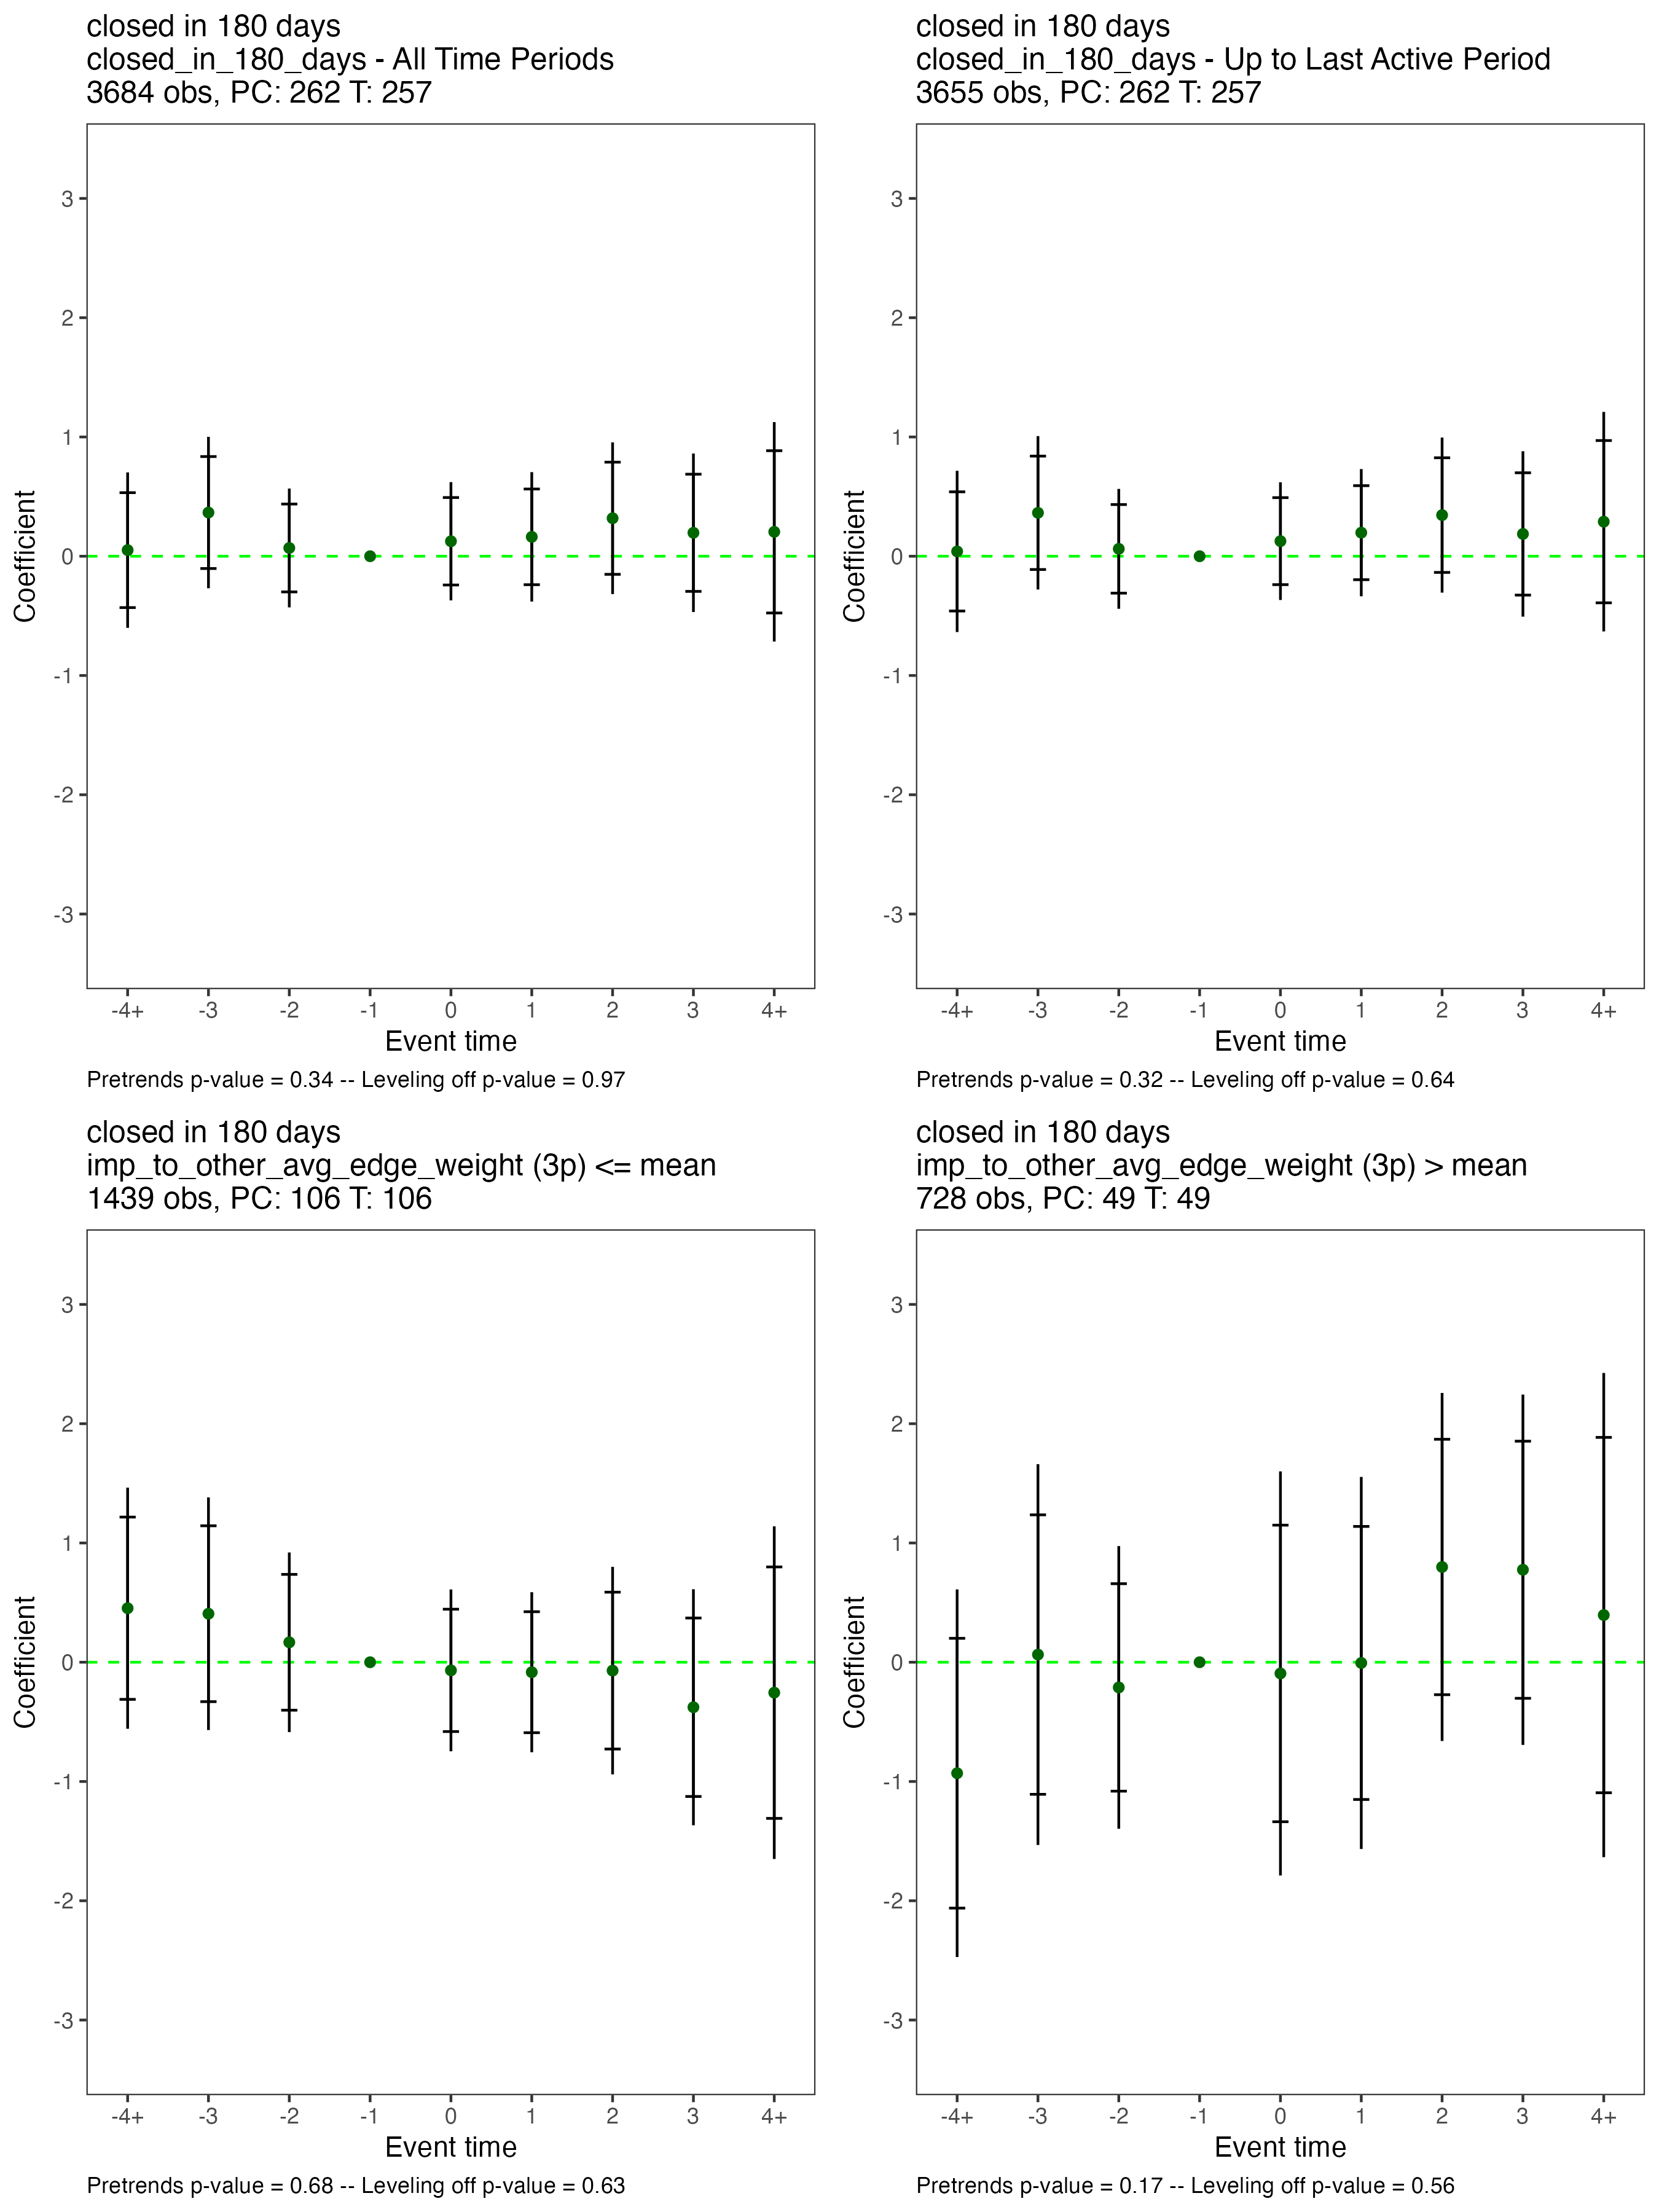 closed in 180 days
closed_in_180_days - All Time Periods
3684 obs, PC: 262 T: 257
Coefficient
3
2
1
0
-1
-2
-3
-4+ -3 -2 -1 0 1 2 3 4+
Event time
Pretrends p-value = 0.34 -- Leveling off p-value = 0.97
closed in 180 days
closed_in_180_days - Up to Last Active Period
3655 obs, PC: 262 T: 257
Coefficient
3
2
1
0
-1
-2
-3
-4+ -3 -2 -1 0 1 2 3 4+
Event time
Pretrends p-value = 0.32 -- Leveling off p-value = 0.64
closed in 180 days
imp_to_other_avg_edge_weight (3p) <= mean
1439 obs, PC: 106 T: 106
Coefficient
3
2
1
0
-1
-2
-3
-4+ -3 -2 -1 0 1 2 3 4+
Event time
Pretrends p-value = 0.68 -- Leveling off p-value = 0.63
closed in 180 days
imp_to_other_avg_edge_weight (3p) > mean
728 obs, PC: 49 T: 49
Coefficient
3
2
1
0
-1
-2
-3
-4+ -3 -2 -1 0 1 2 3 4+
Event time
Pretrends p-value = 0.17 -- Leveling off p-value = 0.56